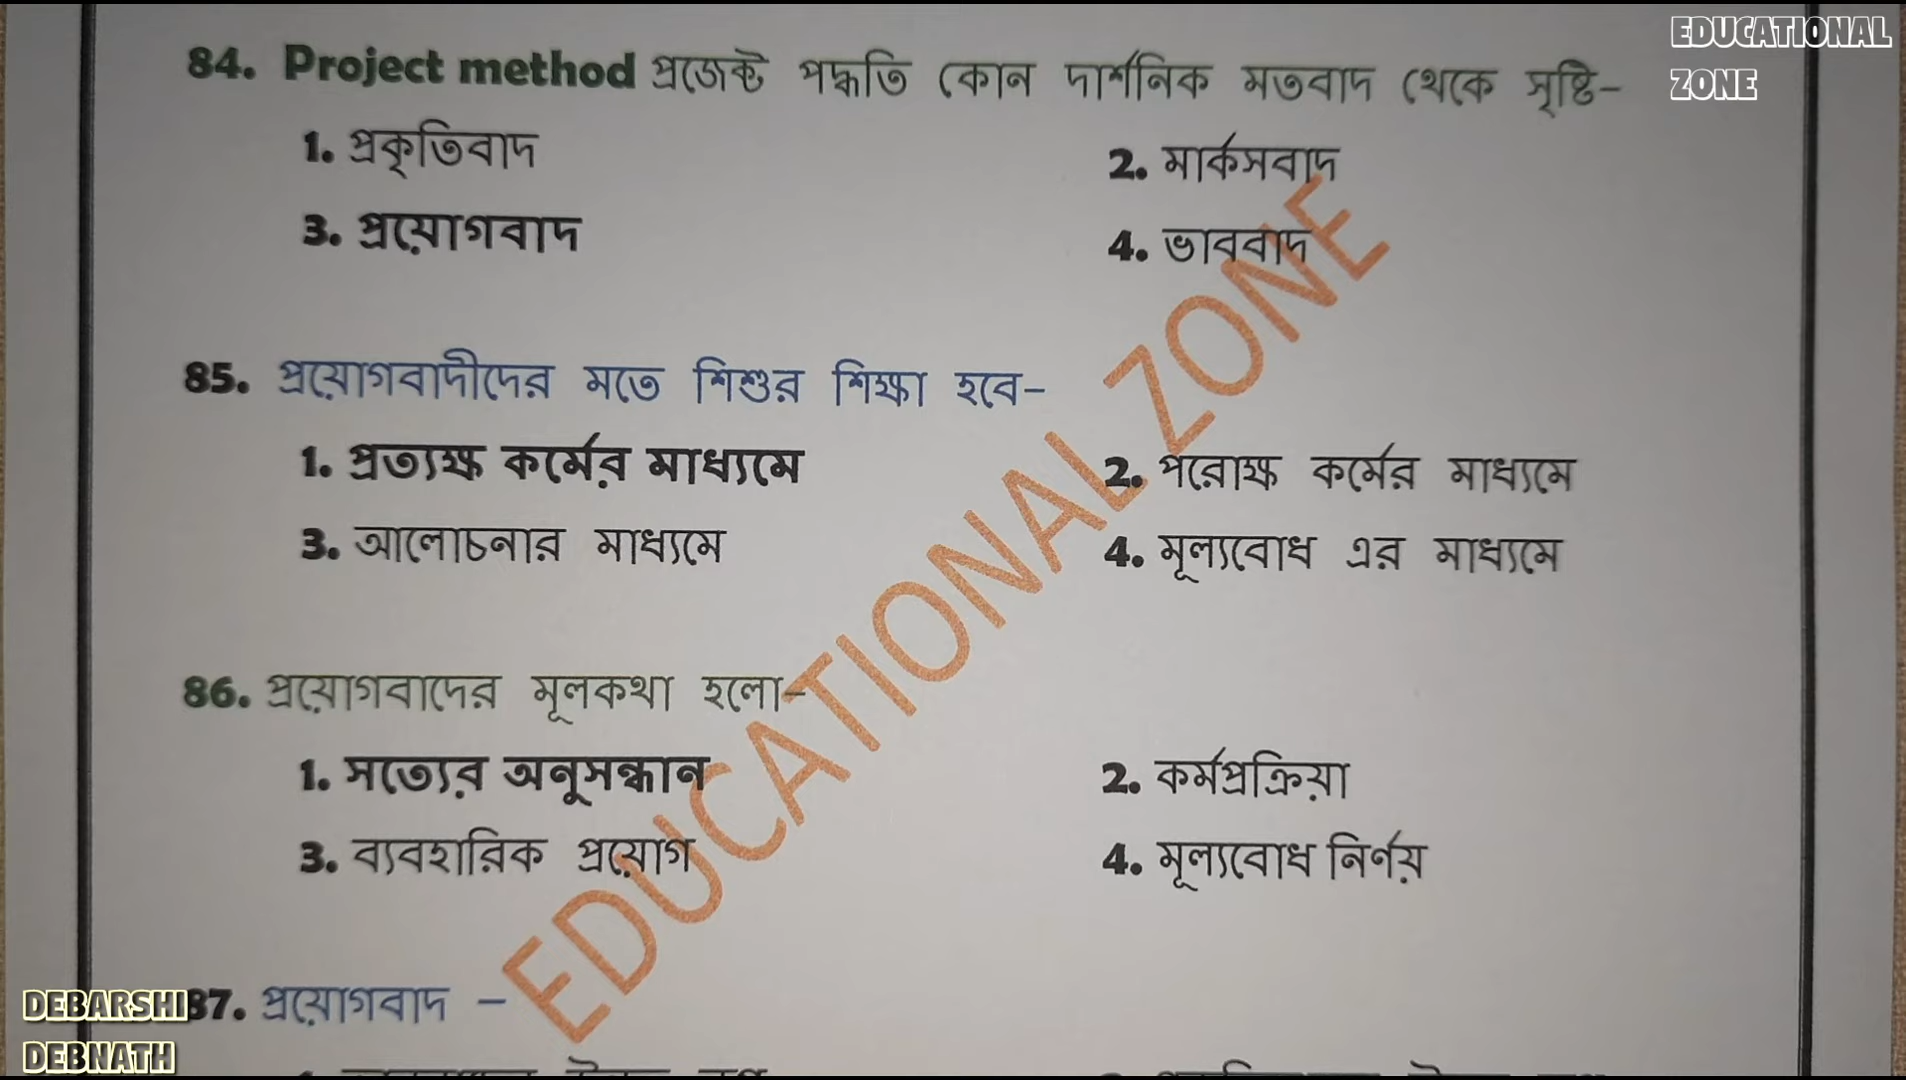 EDUCATIONAL
ZONE
84. Project method প্রজেক্ট পদ্ধতি কোন দার্শনিক মতবাদ থেকে সৃষ্টি-
1. প্রকৃতিবাদ
2. মার্কসবাদ
3. প্রয়োগবাদ
4. ভাববাদ
85. প্রয়োগবাদীদের মতে শিশুর শিক্ষা হবে-
1. প্রত্যক্ষ কর্মের মাধ্যমে
2. পরোক্ষ কর্মের মাধ্যমে
3. আলোচনার মাধ্যমে
4. মূল্যবোধ এর মাধ্যমে
86. প্রয়োগবাদের মূলকথা হলো-
1. সত্যের অনুসন্ধান
2. কর্মপ্রক্রিয়া
3. ব্যবহারিক প্রয়োগ
4. মূল্যবোধ নির্ণয়
EDUCATIONAL ZONE
87. প্রয়োগবাদ -
DEBARSHI
DEBNATH